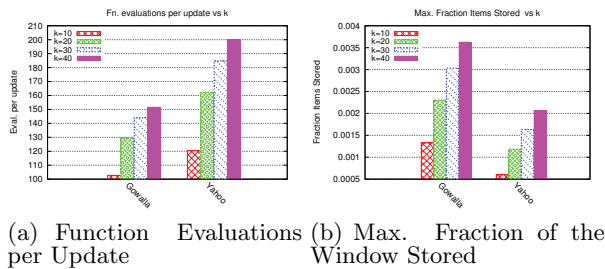 Fn. evaluations per update vs k
200
190
180
170
160
150
140
130
120
110
100
Eval. per update
k=10
k=20
k=30
k=40
Gowalla
Yahoo
Max. Fraction Items Stored vs k
0.004
0.0035
0.003
0.0025
0.002
0.0015
0.001
0.0005
Fraction Items Stored
k=10
k=20
k=30
k=40
Gowalla
Yahoo
(a) Function Evaluations
per Update
(b) Max. Fraction of the
Window Stored